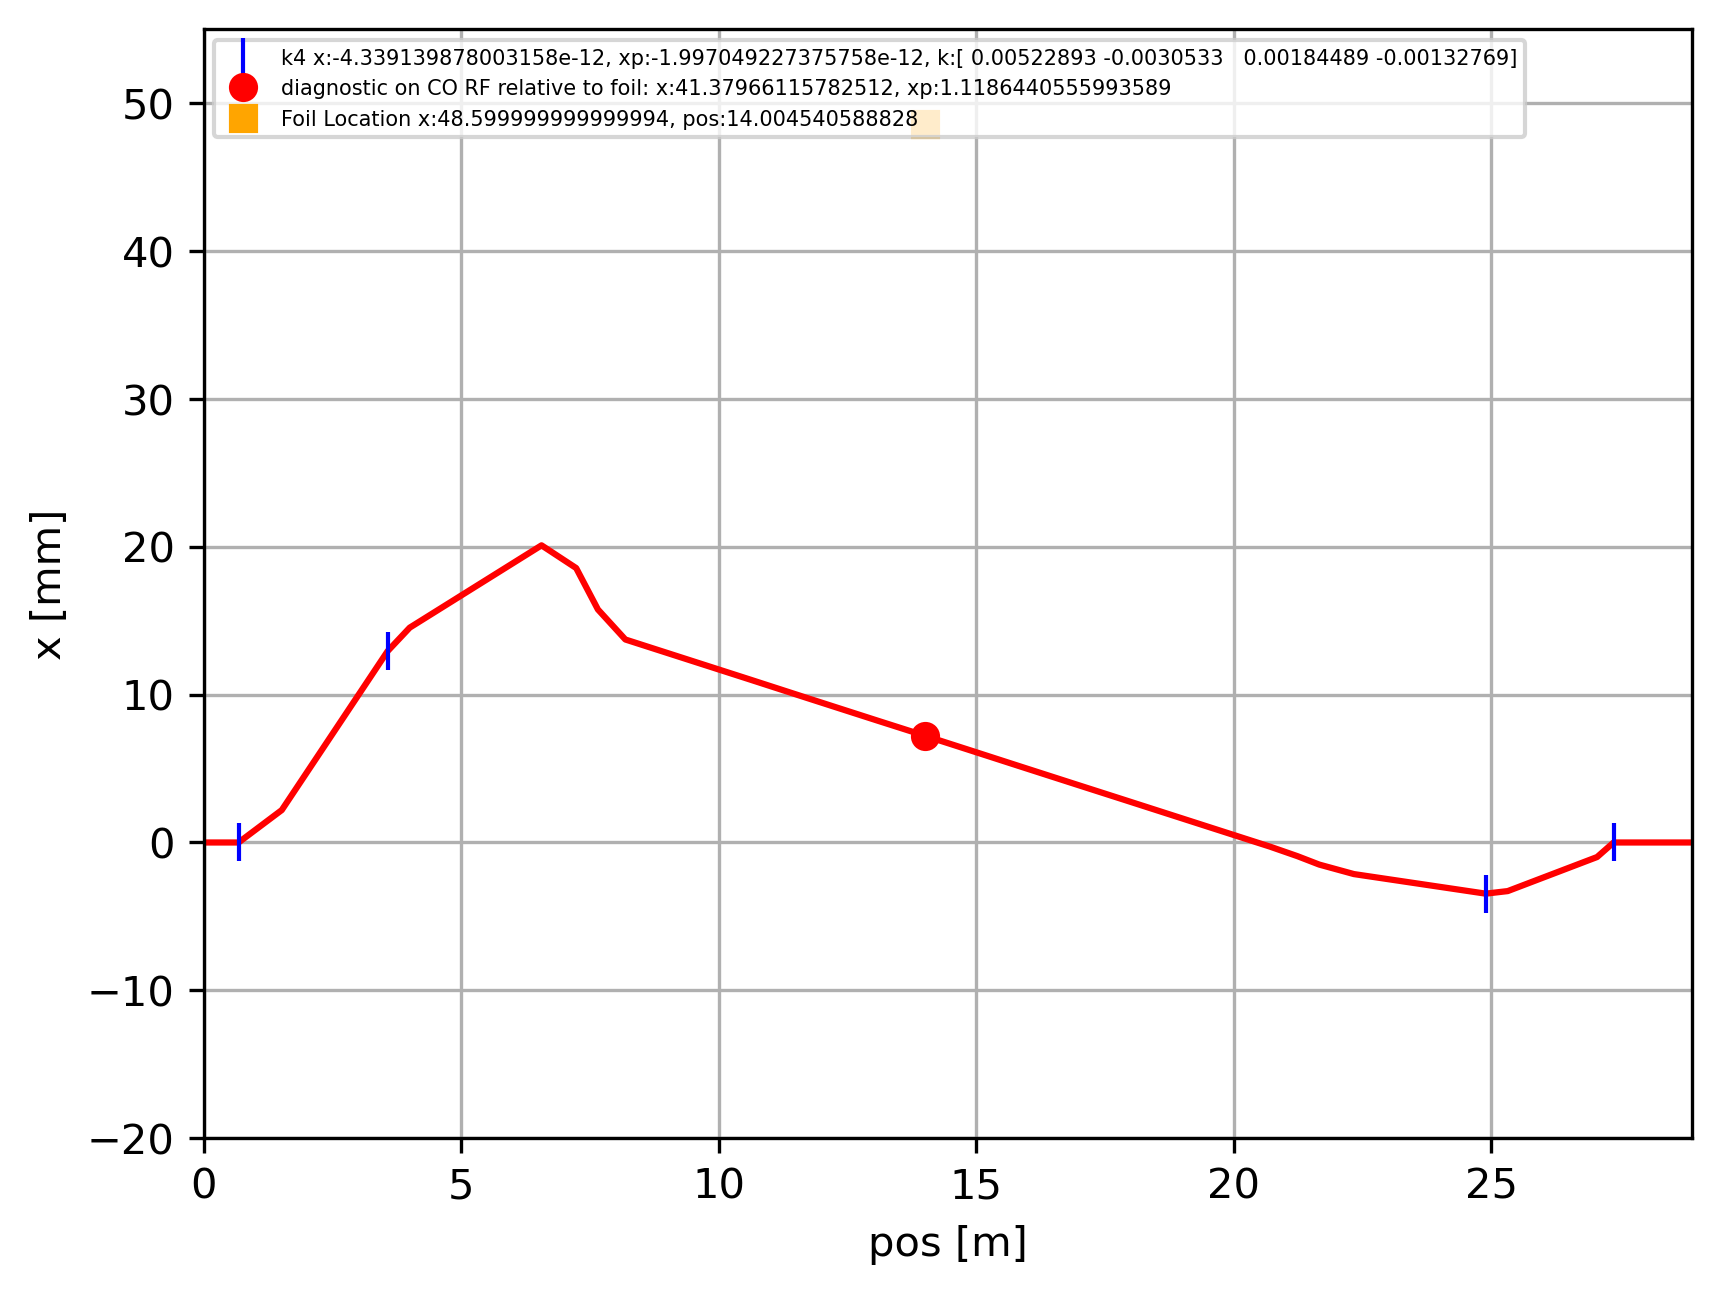 k4 x:-4.339139878003158e-12, xp:-1.997049227375758e-12, k:[ 0.00522893 -0.0030533   0.00184489 -0.00132769]
diagnostic on CO RF relative to foil: x:41.37966115782512, xp:1.1186440555993589
Foil Location x:48.599999999999994, pos:14.004540588828
50
40
30
20
10
0
−10
−20
x [mm]
0 5 10 15 20 25
pos [m]